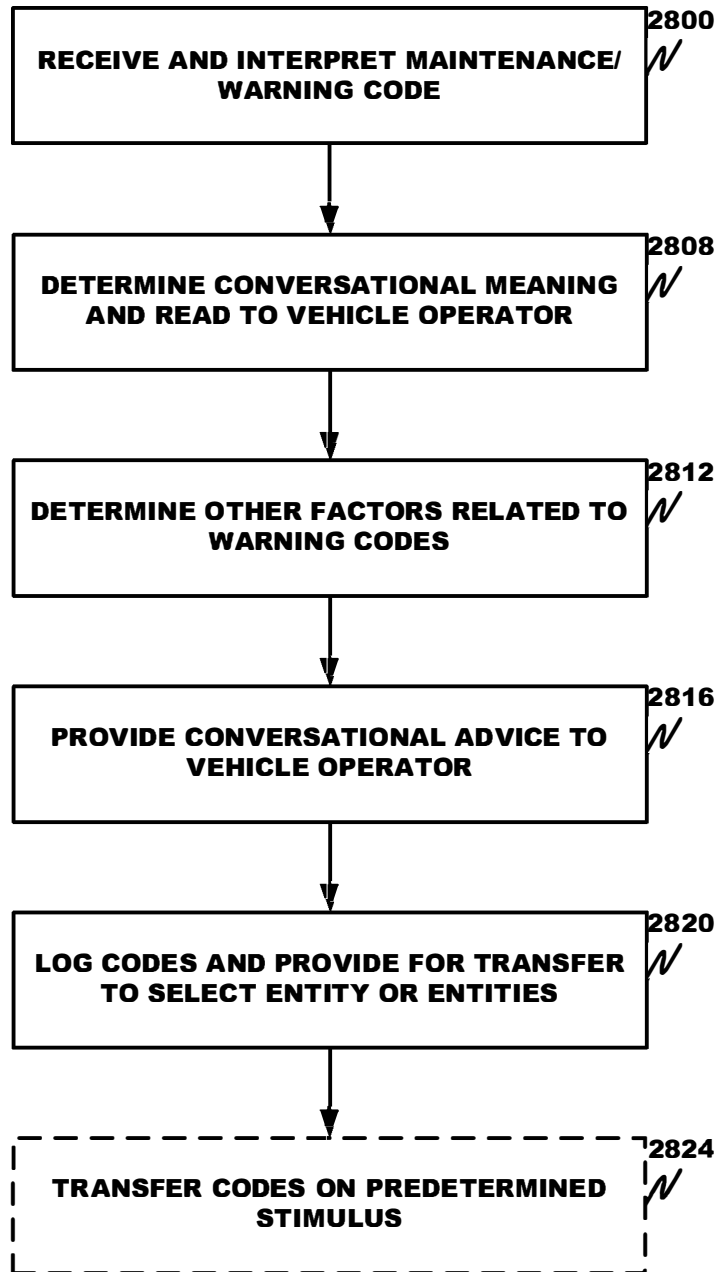 2800
RECEIVE AND INTERPRET MAINTENANCE/
WARNING CODE
2808
DETERMINE CONVERSATIONAL MEANING
AND READ TO VEHICLE OPERATOR
2812
DETERMINE OTHER FACTORS RELATED TO
WARNING CODES
2816
PROVIDE CONVERSATIONAL ADVICE TO
VEHICLE OPERATOR
2820
LOG CODES AND PROVIDE FOR TRANSFER
TO SELECT ENTITY OR ENTITIES
2824
TRANSFER CODES ON PREDETERMINED
STIMULUS